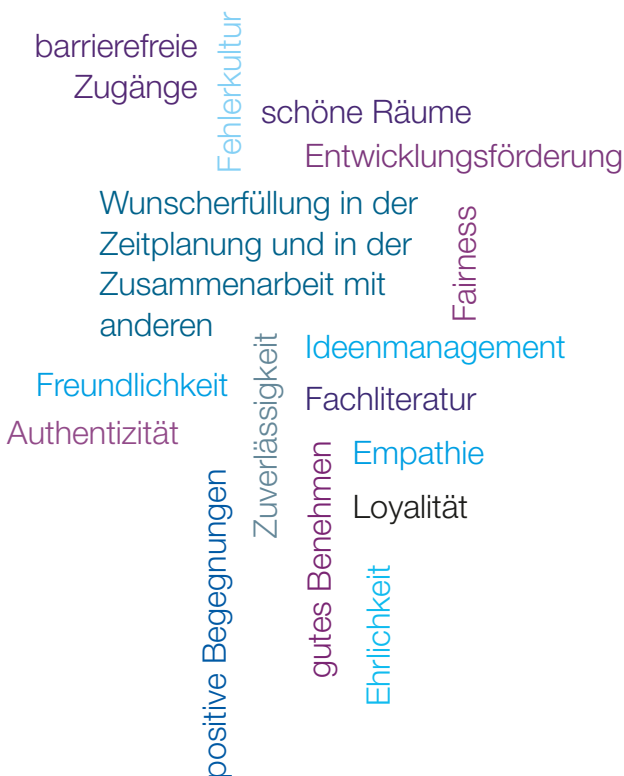 barrierefreie
Zugänge
Fehlerkultur
schöne Räume
Entwicklungsförderung
Wunscherfüllung in der
Zeitplanung und in der
Zusammenarbeit mit
anderen
Fairness
Ideenmanagement
Freundlichkeit
Zuverlässigkeit
Fachliteratur
Authentizität
Empathie
positive Begegnungen
gutes Benehmen
Loyalität
Ehrlichkeit